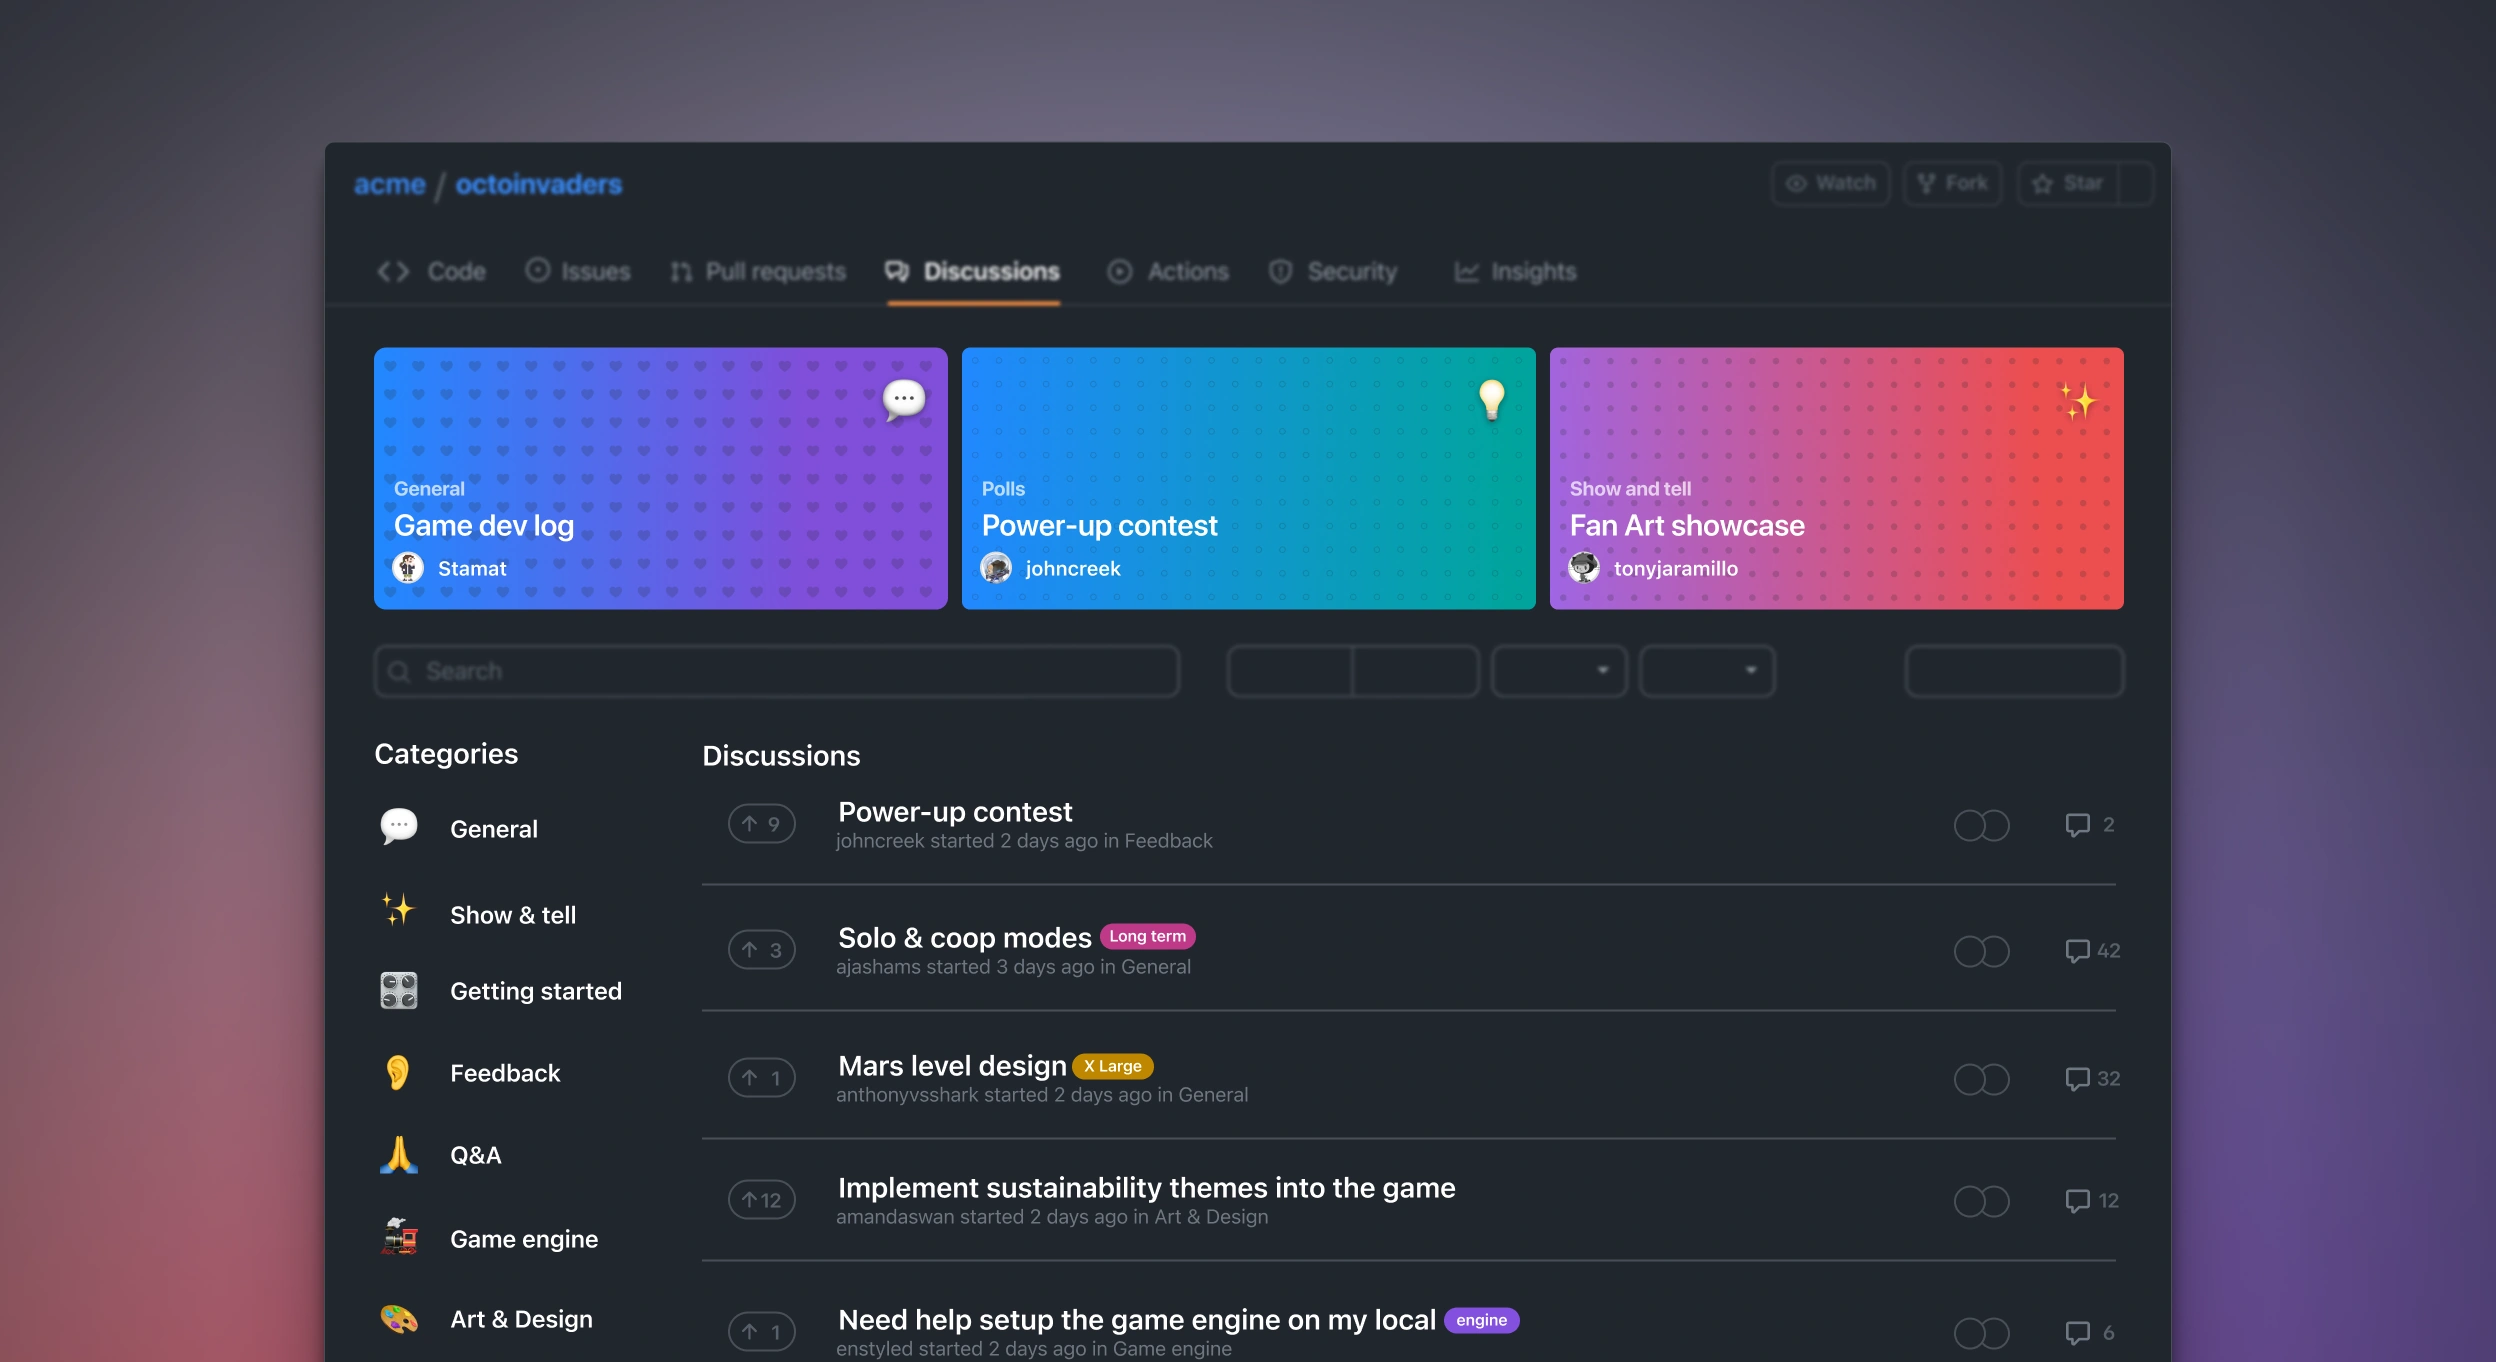 acme / octoinvaders
Watch
Fork
Star
Code
Issues
Pull requests
Discussions
Actions
Security
Insights
General
Game dev log
Stamat
Polls
Power-up contest
johncreek
Show and tell
Fan Art showcase
tonyjaramillo
Search
Categories
General
Show & tell
Getting started
Feedback
Q&A
Game engine
Art & Design
Discussions
9
Power-up contest
johncreek started 2 days ago in Feedback
2
3
Solo & coop modes Long term
ajashams started 3 days ago in General
42
1
Mars level design X Large
anthonyvsshark started 2 days ago in General
32
12
Implement sustainability themes into the game
amandaswan started 2 days ago in Art & Design
12
1
Need help setup the game engine on my local engine
enstyled started 2 days ago in Game engine
6